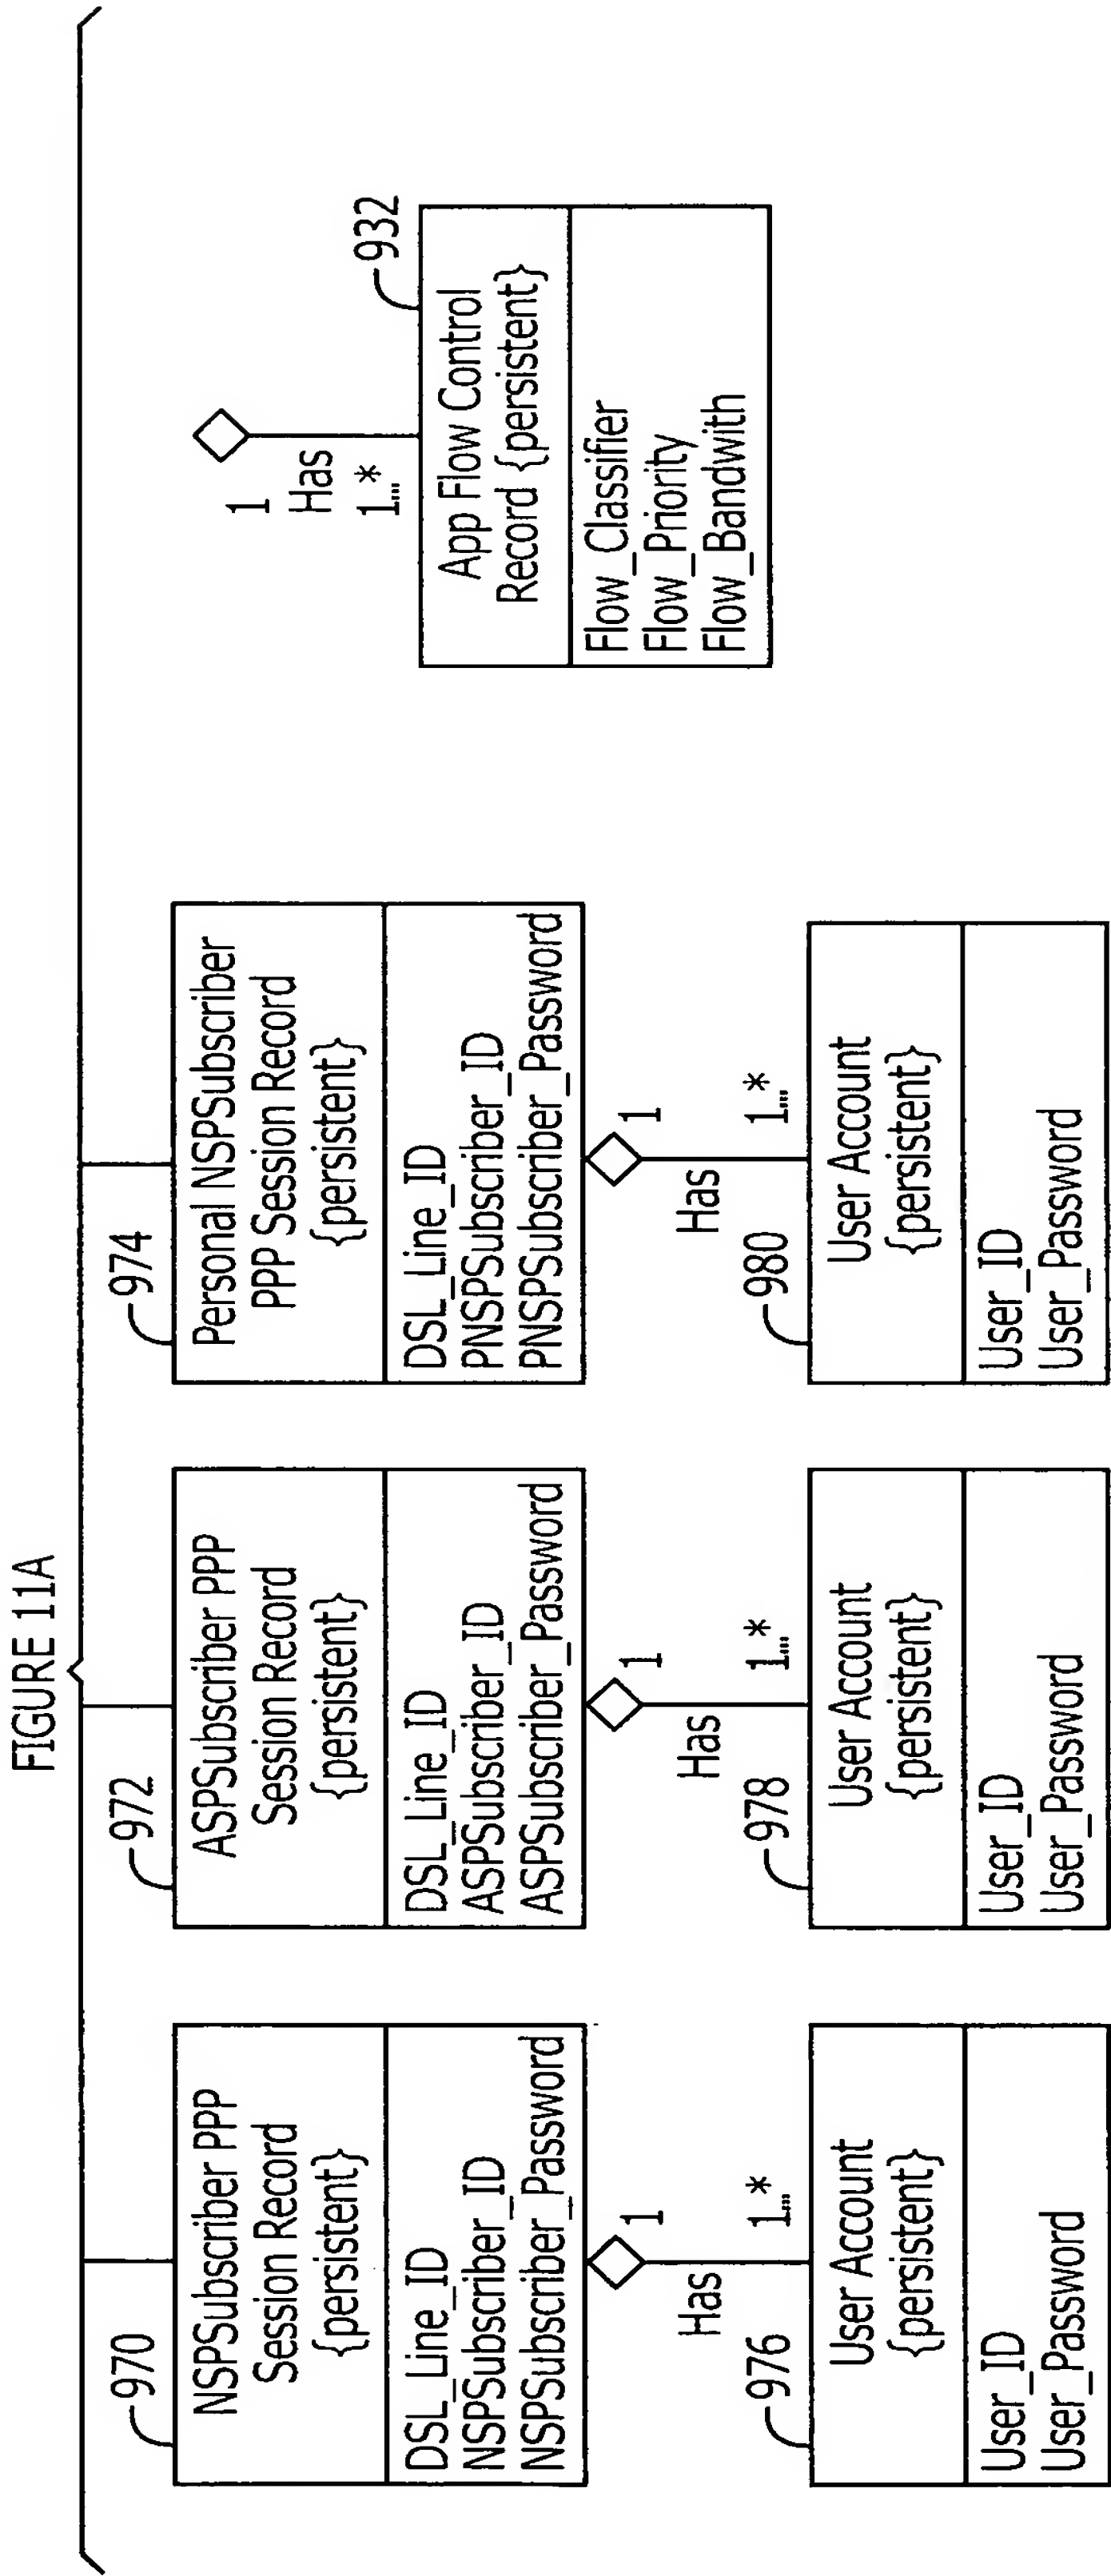 FIGURE 11A
970
NSPSubscriber PPP
Session Record
{persistent}
DSL_Line_ID
NSPSubscriber_ID
NSPSubscriber_Password
1
Has
1...*
976
User Account
{persistent}
User_ID
User_Password
972
ASPSubscriber PPP
Session Record
{persistent}
DSL_Line_ID
ASPSubscriber_ID
ASPSubscriber_Password
1
Has
1...*
978
User Account
{persistent}
User_ID
User_Password
974
Personal NSPSubscriber
PPP Session Record
{persistent}
DSL_Line_ID
PNSPSubscriber_ID
PNSPSubscriber_Password
1
Has
1...*
980
User Account
{persistent}
User_ID
User_Password
1
Has
1...*
932
App Flow Control
Record {persistent}
Flow_Classifier
Flow_Priority
Flow_Bandwith